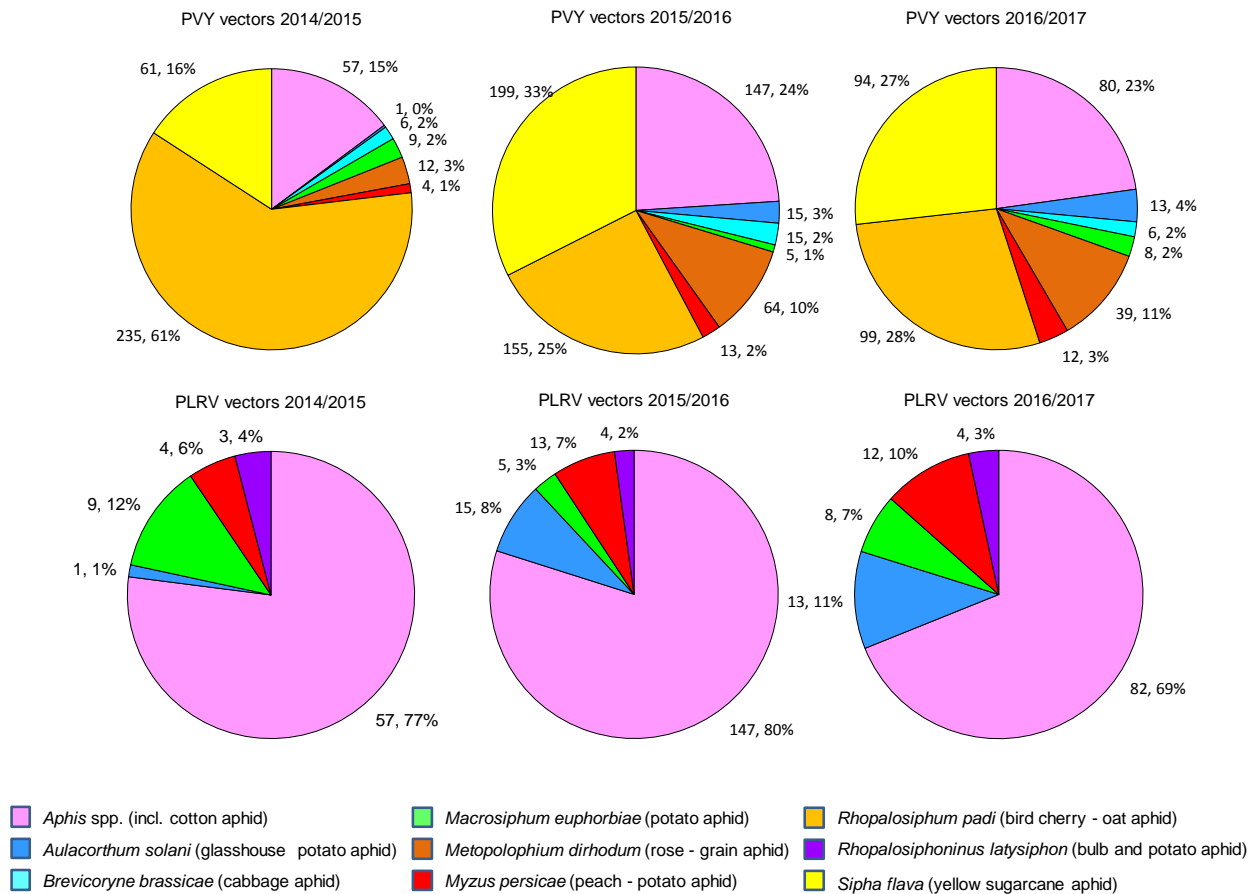 PVY vectors 2014/2015
61, 16%
57, 15%
1, 0%
6, 2%
9, 2%
12, 3%
4, 1%
235, 61%
PVY vectors 2015/2016
199, 33%
147, 24%
15, 3%
15, 2%
5, 1%
64, 10%
13, 2%
155, 25%
PVY vectors 2016/2017
94, 27%
80, 23%
13, 4%
6, 2%
8, 2%
39, 11%
12, 3%
99, 28%
PLRV vectors 2014/2015
3, 4%
4, 6%
9, 12%
1, 1%
57, 77%
PLRV vectors 2015/2016
4, 2%
13, 7%
5, 3%
15, 8%
147, 80%
PLRV vectors 2016/2017
4, 3%
12, 10%
8, 7%
13, 11%
82, 69%
Aphis spp. (incl. cotton aphid)
Aulacorthum solani (glasshouse potato aphid)
Brevicoryne brassicae (cabbage aphid)
Macrosiphum euphorbiae (potato aphid)
Metopolophium dirhodum (rose - grain aphid)
Myzus persicae (peach - potato aphid)
Rhopalosiphum padi (bird cherry - oat aphid)
Rhopalosiphoninus latysiphon (bulb and potato aphid)
Sipha flava (yellow sugarcane aphid)